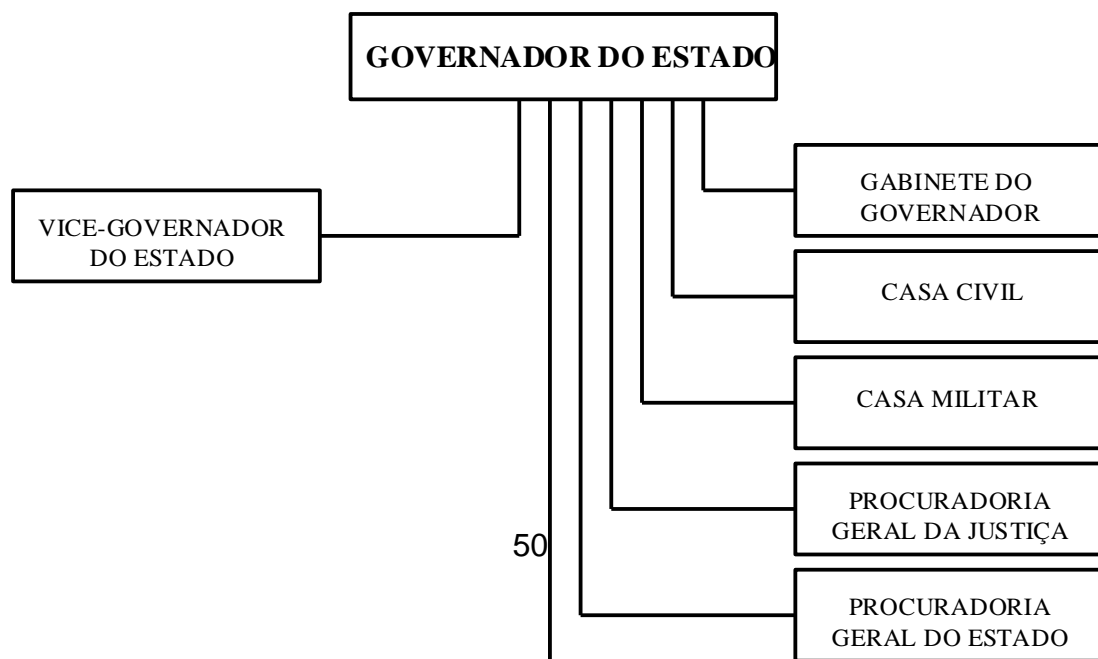 GOVERNADOR DO ESTADO
GABINETE DO
GOVERNADOR
VICE-GOVERNADOR
DO ESTADO
CASA CIVIL
CASA MILITAR
PROCURADORIA
GERAL DA JUSTIÇA
50
PROCURADORIA
GERAL DO ESTADO